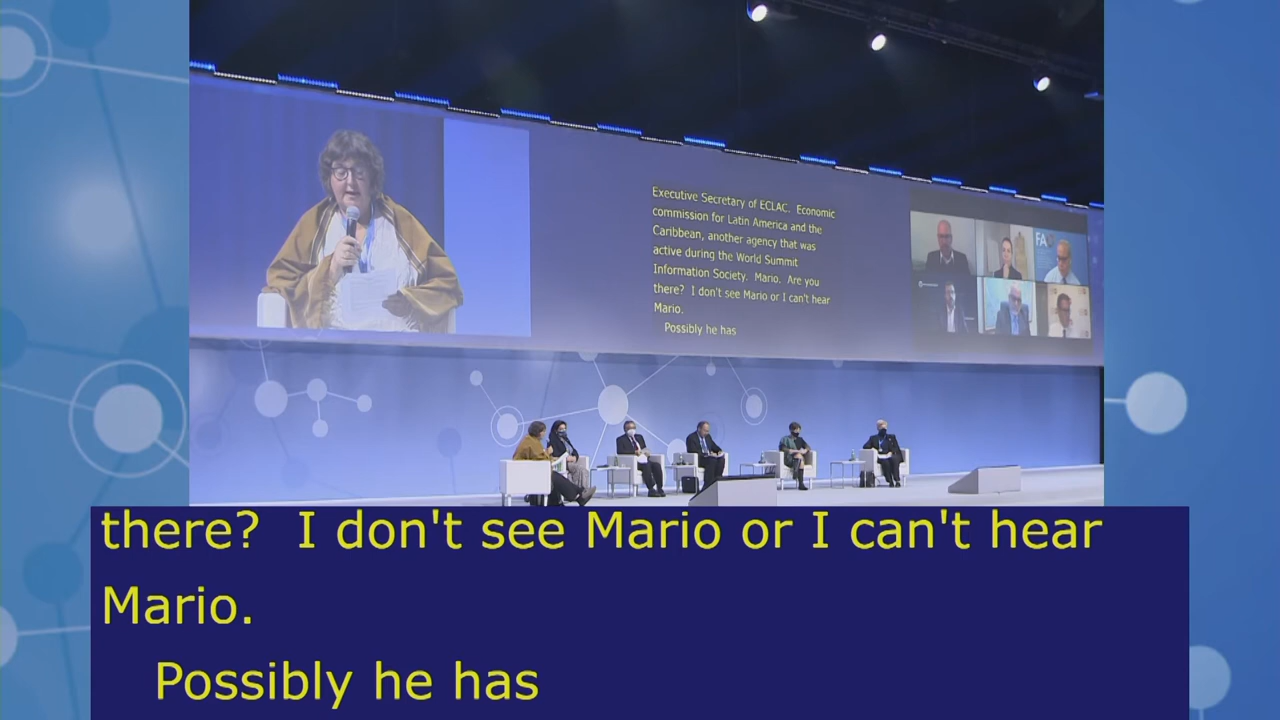 Executive Secretary of ECLAC. Economic
commission for Latin America and the
Caribbean, another agency that was
active during the World Summit
Information Society. Mario. Are you
there? I don't see Mario or I can't hear
Mario.
Possibly he has
FA
there? I don't see Mario or I can't hear
Mario.
Possibly he has